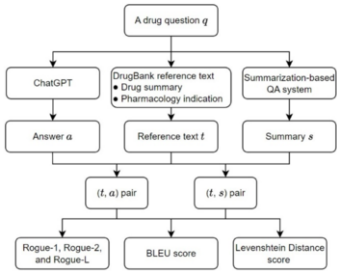 A drug question q
ChatGPT
DrugBank reference text
● Drug summary
● Pharmacology indication
Summarization-based
QA system
Answer a
Reference text t
Summary s
(t, a) pair
(t, s) pair
Rogue-1, Rogue-2,
and Rogue-L
BLEU score
Levenshtein Distance
score